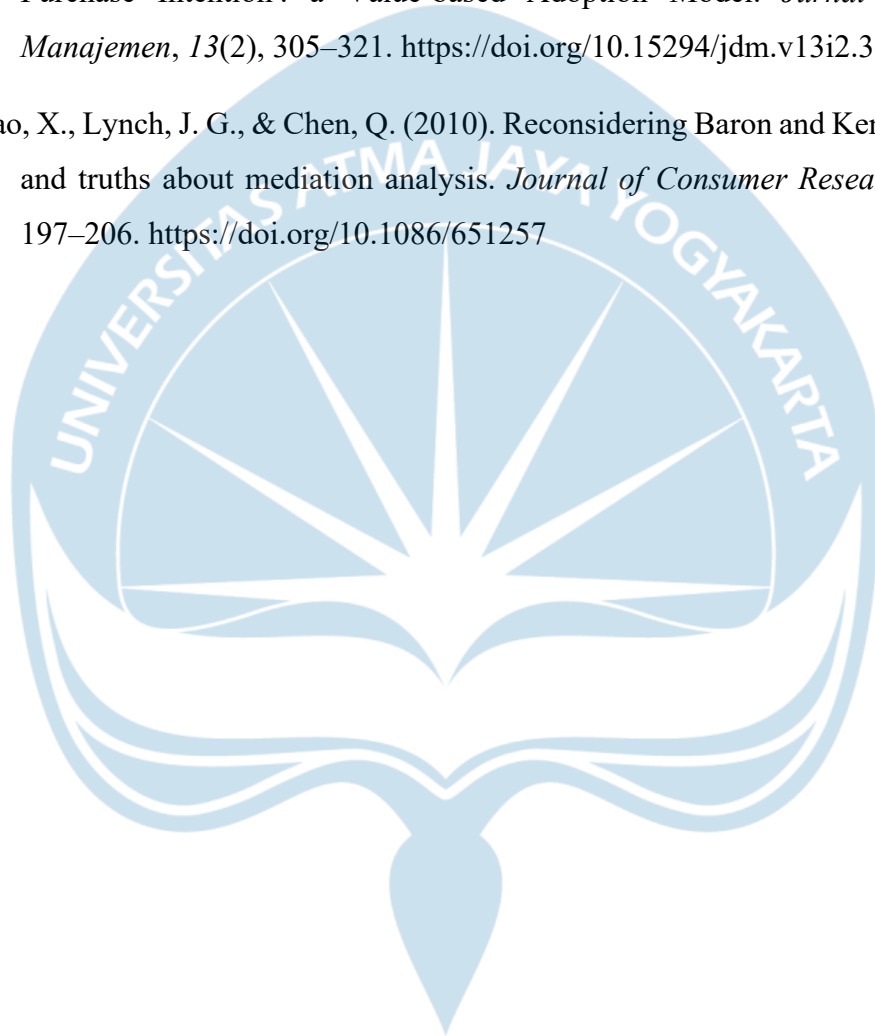 Purchase Intention : a Value-based Adoption Model. Jurnal
Manajemen, 13(2), 305–321. https://doi.org/10.15294/jdm.v13i2.3
ao, X., Lynch, J. G., & Chen, Q. (2010). Reconsidering Baron and Ken
and truths about mediation analysis. Journal of Consumer Resea
197–206. https://doi.org/10.1086/651257
UNIVERSITAS ATMA JAYA YOGYAKARTA